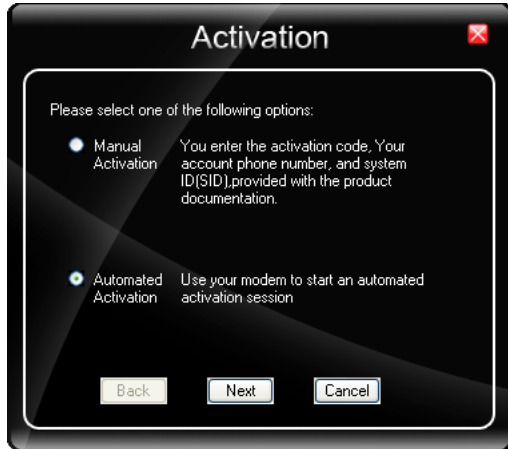 Activation
Please select one of the following options:
Manual Activation
You enter the activation code, Your
account phone number, and system
ID(SID),provided with the product
documentation.
Automated Activation
Use your modem to start an automated
activation session
Back
Next
Cancel